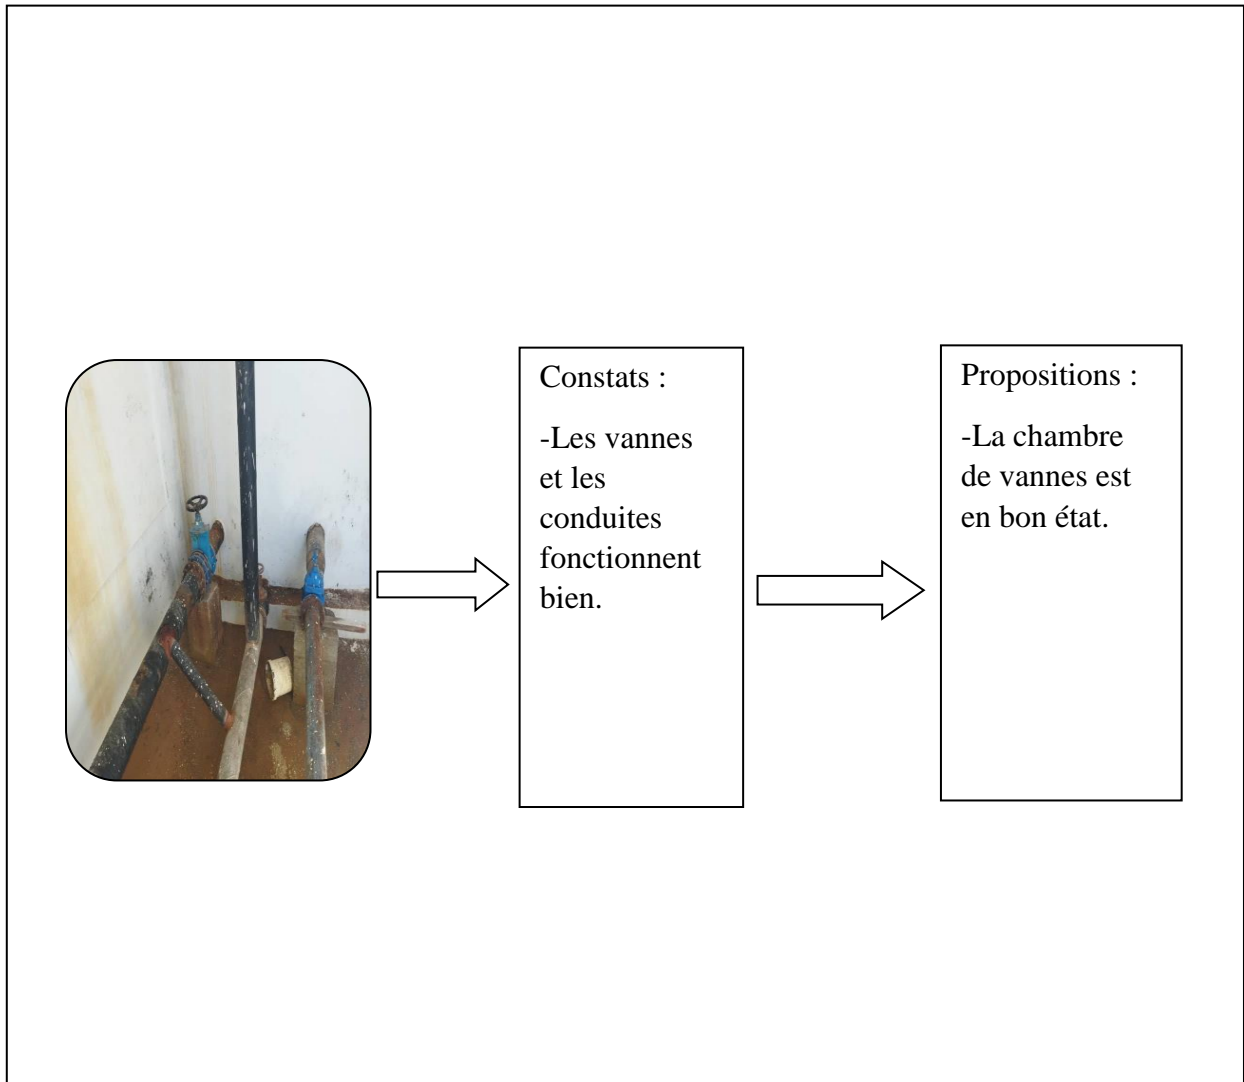 Constats :
-Les vannes
et les
conduites
fonctionnent
bien.
Propositions :
-La chambre
de vannes est
en bon état.